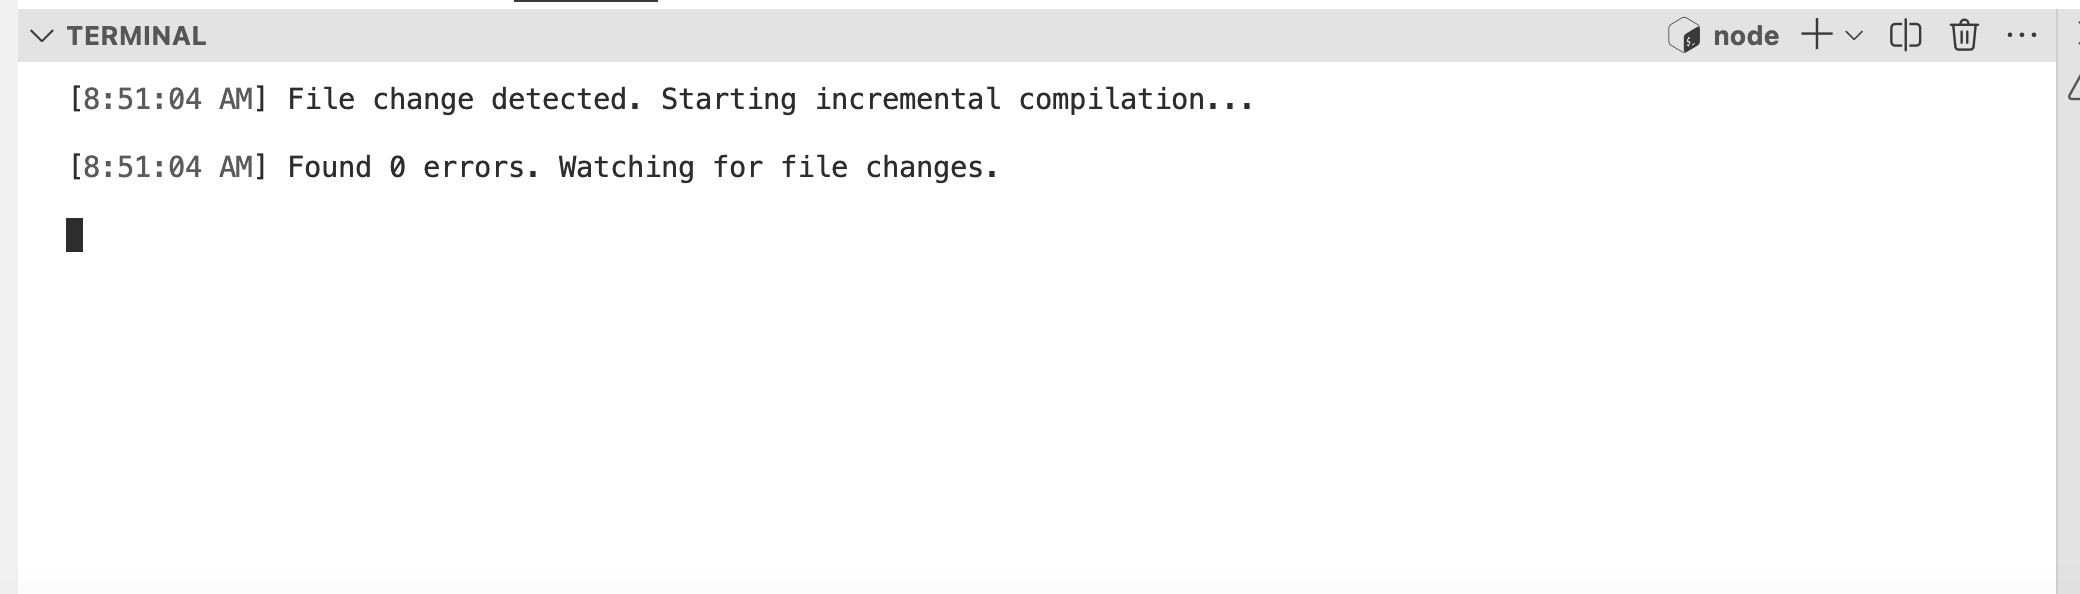 TERMINAL
node
[8:51:04 AM] File change detected. Starting incremental compilation...
[8:51:04 AM] Found 0 errors. Watching for file changes.